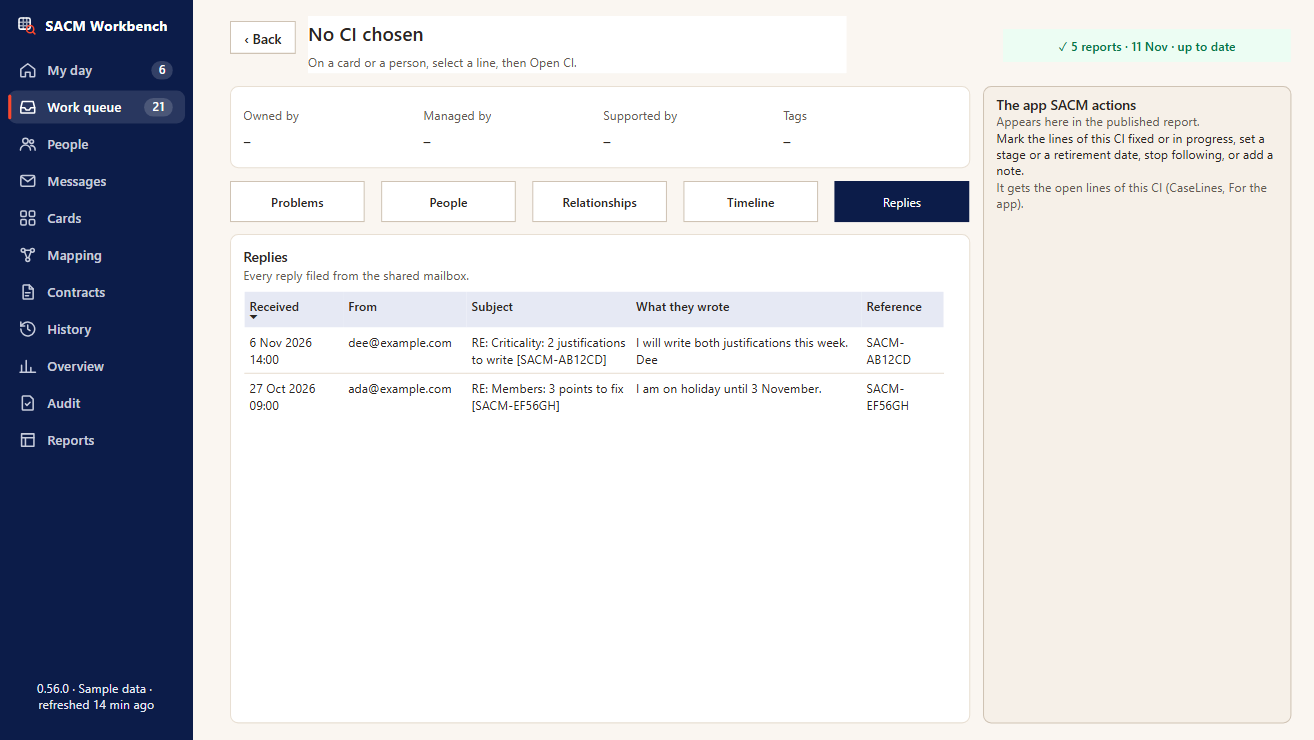 SACM Workbench
My day 6
Work queue 21
People
Messages
Cards
Mapping
Contracts
History
Overview
Audit
Reports
0.56.0 · Sample data ·
refreshed 14 min ago
‹ Back
No CI chosen
On a card or a person, select a line, then Open CI.
✓ 5 reports · 11 Nov · up to date
Owned by Managed by Supported by Tags
– – – –
Problems People Relationships Timeline Replies
Replies
Every reply filed from the shared mailbox.
Received From Subject What they wrote Reference
6 Nov 2026 dee@example.com RE: Criticality: 2 justifications I will write both justifications this week. SACM-
14:00 to write [SACM-AB12CD] Dee AB12CD
27 Oct 2026 ada@example.com RE: Members: 3 points to fix I am on holiday until 3 November. SACM-
09:00 [SACM-EF56GH] EF56GH
The app SACM actions
Appears here in the published report.
Mark the lines of this CI fixed or in progress, set a
stage or a retirement date, stop following, or add a
note.
It gets the open lines of this CI (CaseLines, For the
app).